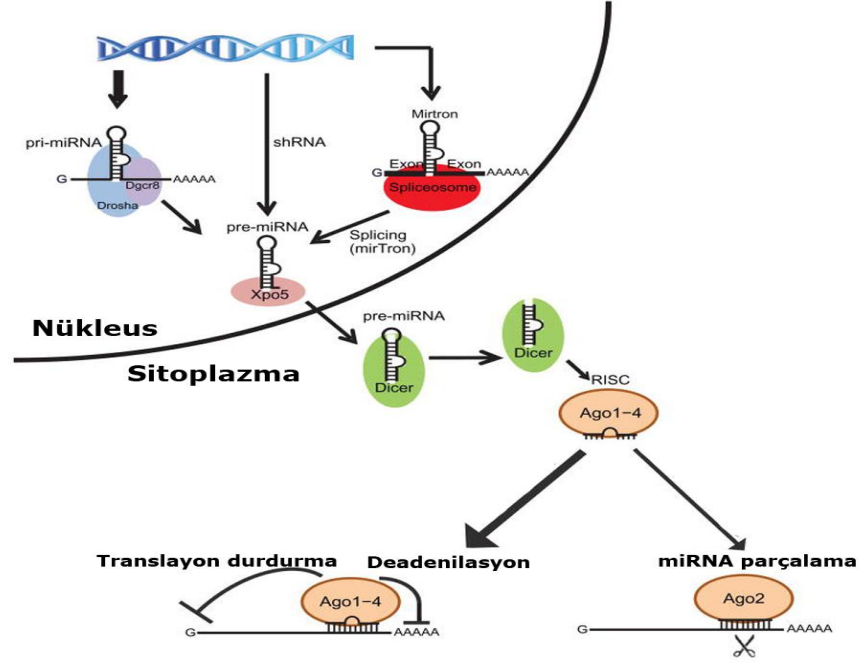 Mirtron
pri-miRNA
shRNA
Exon
Exon
G
AAAAA
G
AAAAA
Dgcr8
Spliceosome
Drosha
pre-miRNA
Splicing
(mirTron)
Xpo5
Nükleus
pre-miRNA
Sitoplazma
Dicer
Dicer
RISC
Ago1-4
Translayon durdurma
Deadenilasyon
miRNA parçalama
Ago1-4
Ago2
G
AAAAA
G
AAAAA